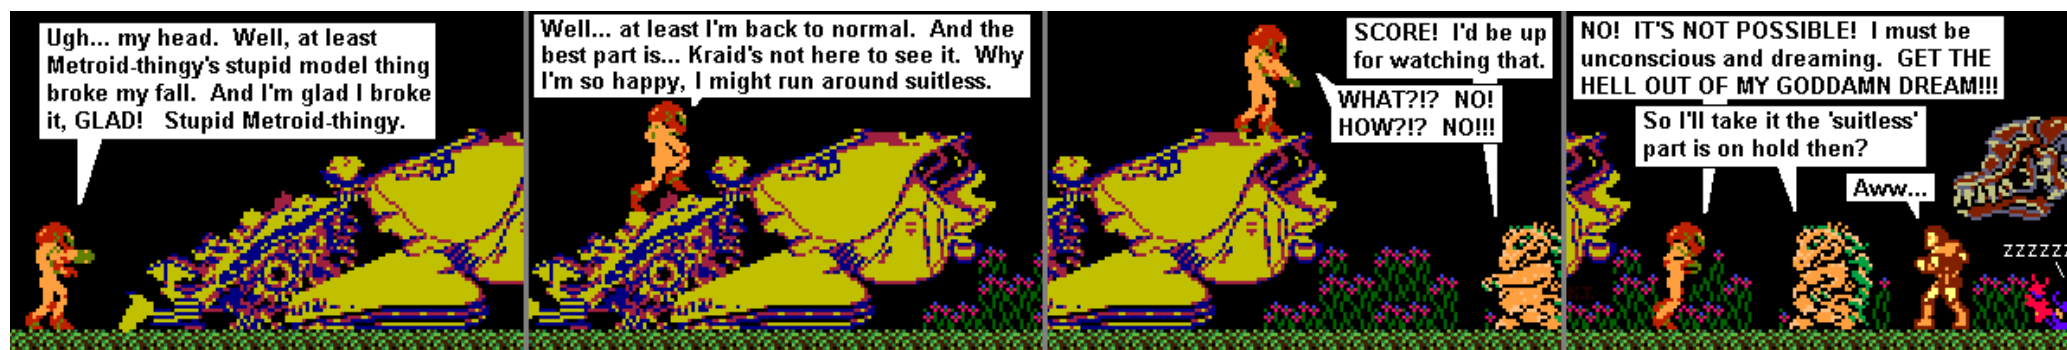 Ugh... my head.  Well, at least
Metroid-thingy's stupid model thing
broke my fall.  And I'm glad I broke
it, GLAD!   Stupid Metroid-thingy.
Well... at least I'm back to normal.  And the
best part is... Kraid's not here to see it.  Why
I'm so happy, I might run around suitless.
SCORE!  I'd be up
for watching that.
WHAT?!?  NO!
HOW?!?  NO!!!
NO!  IT'S NOT POSSIBLE!  I must be
unconscious and dreaming.  GET THE
HELL OUT OF MY GODDAMN DREAM!!!
So I'll take it the 'suitless'
part is on hold then?
Aww...
zzzzzz